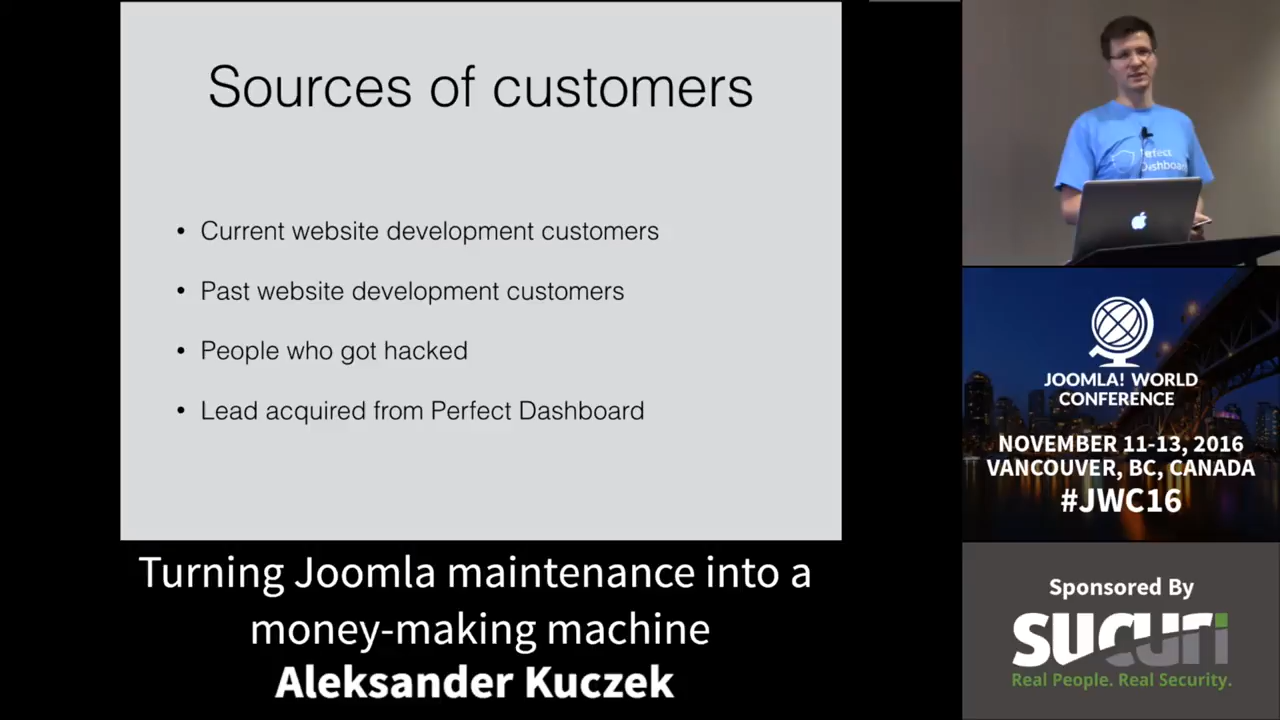 Sources of customers
• Current website development customers
• Past website development customers
• People who got hacked
• Lead acquired from Perfect Dashboard
Turning Joomla maintenance into a
money-making machine
Aleksander Kuczek
Perfect
Dashboard
JOOMLA! WORLD
CONFERENCE
NOVEMBER 11-13, 2016
VANCOUVER, BC, CANADA
#JWC16
Sponsored By
SUCURI
Real People. Real Security.